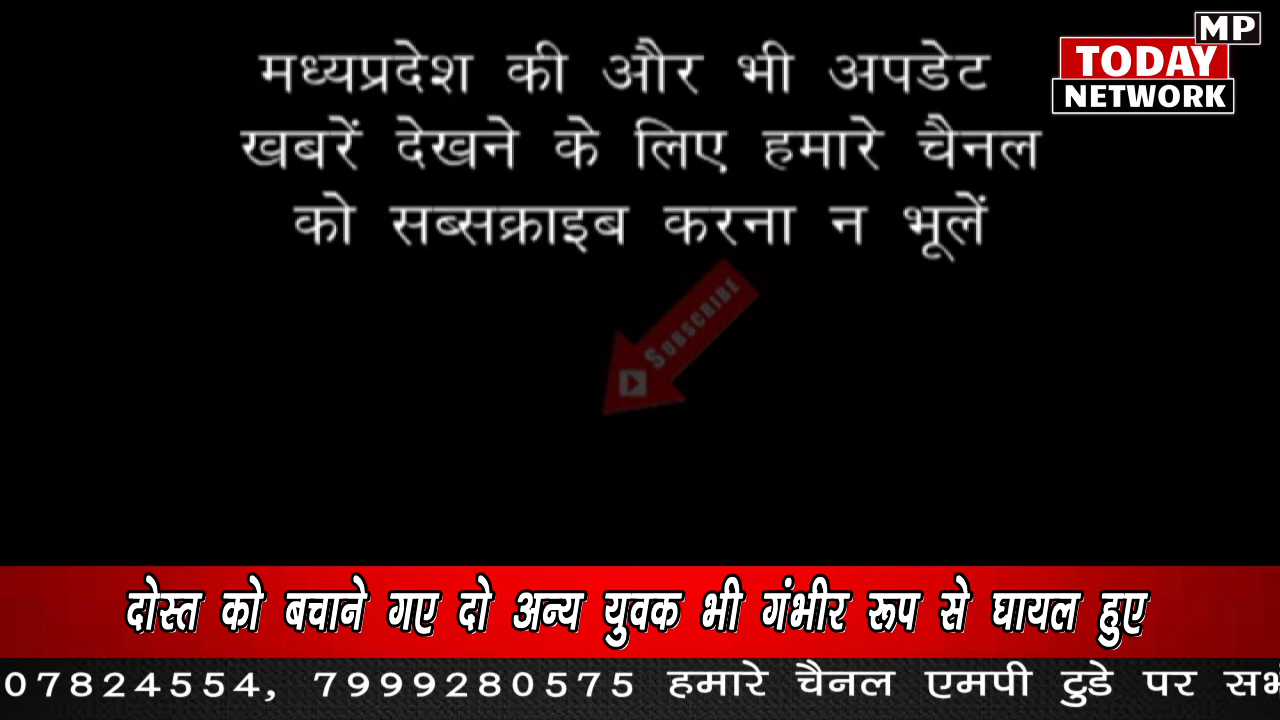 MP
TODAY
NETWORK
मध्यप्रदेश की और भी अपडेट
खबरें देखने के लिए हमारे चैनल
को सब्सक्राइब करना न भूलें
SUBSCRIBE
दोस्त को बचाने गए दो अन्य युवक भी गंभीर रूप से घायल हुए
07824554, 7999280575 हमारे चैनल एमपी टुडे पर